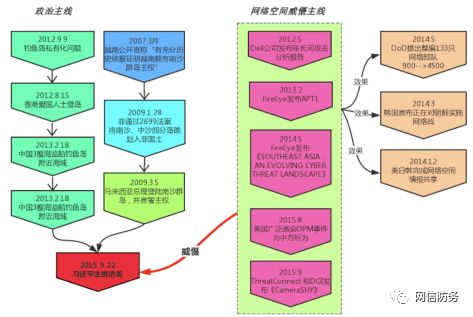 政治主线
网络空间威慑主线
2012.9.9
钓鱼岛私有化问题
2012.8.15
香港爱国人士登岛
2013.2.18
中国3艘海监船钓鱼岛
附近海域
2013.2.18
中国3艘海监船钓鱼岛
附近海域
2007.3月
越南公开宣称“有充分历
史依据证明越南拥有南沙
群岛主权”
2009.1.28
菲通过2699法案
将南沙、中沙部分岛礁
划入菲国土
2009.3.5
马来西亚总理登陆南沙群
岛，并宣誓主权
2015.9.22
习近平主席访美
威慑
2012.5
Dell公司发布张长河攻击
分析报告
2013.2
FireEye发布APT1
2014.5
FireEye发布
《SOUTHEAST ASIA:
AN EVOLVING CYBER
THREAT LANDSCAPE》
2015.8
美国广泛渲染OPM事件
为中方所为
2015.9
ThreatConnect 和DGI发
布《CameraSHY》
效果
效果
效果
2014.5
DoD提出整编133只
网络部队
900--->4500
2014.3
韩国宣布正在对朝鲜实施
网络战
2014.12
美日韩完成网络空间
情报共享
网信防务